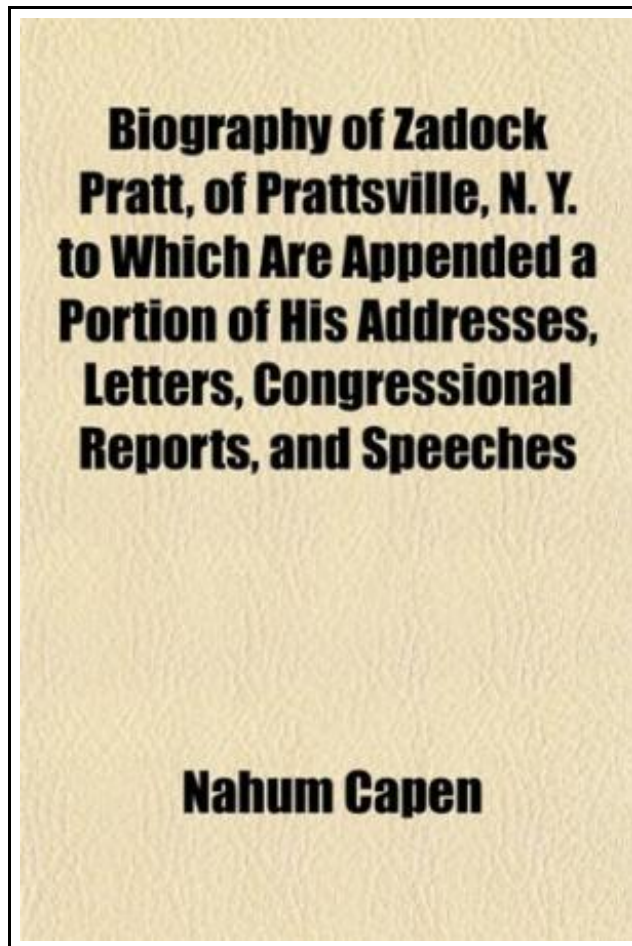 Biography of Zadock
Pratt, of Prattsville, N. Y.
to Which Are Appended a
Portion of His Addresses,
Letters, Congressional
Reports, and Speeches
Nahum Capen